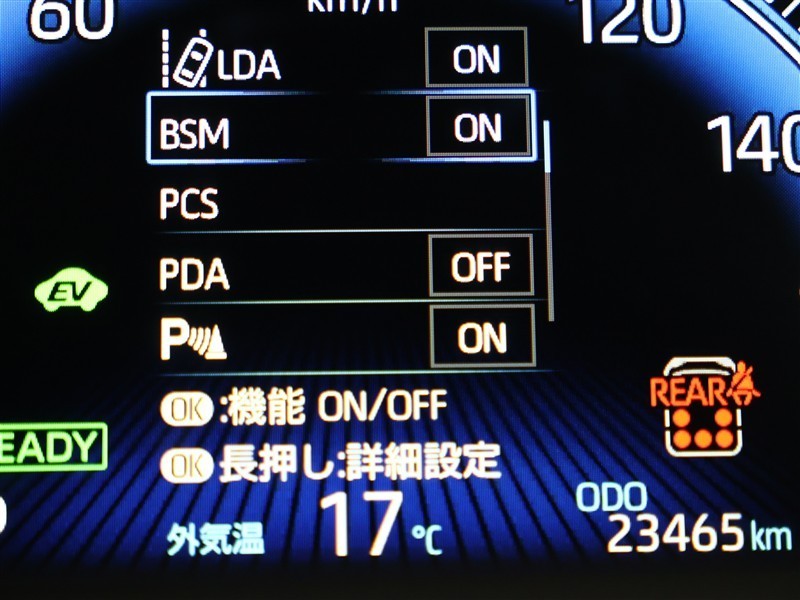 60
km/h
120
LDA ON
BSM ON
140
PCS
PDA OFF
EV
P ON
REAR
OK :機能 ON/OFF
EADY
OK 長押し:詳細設定
ODO
外気温 17 ℃
23465 km